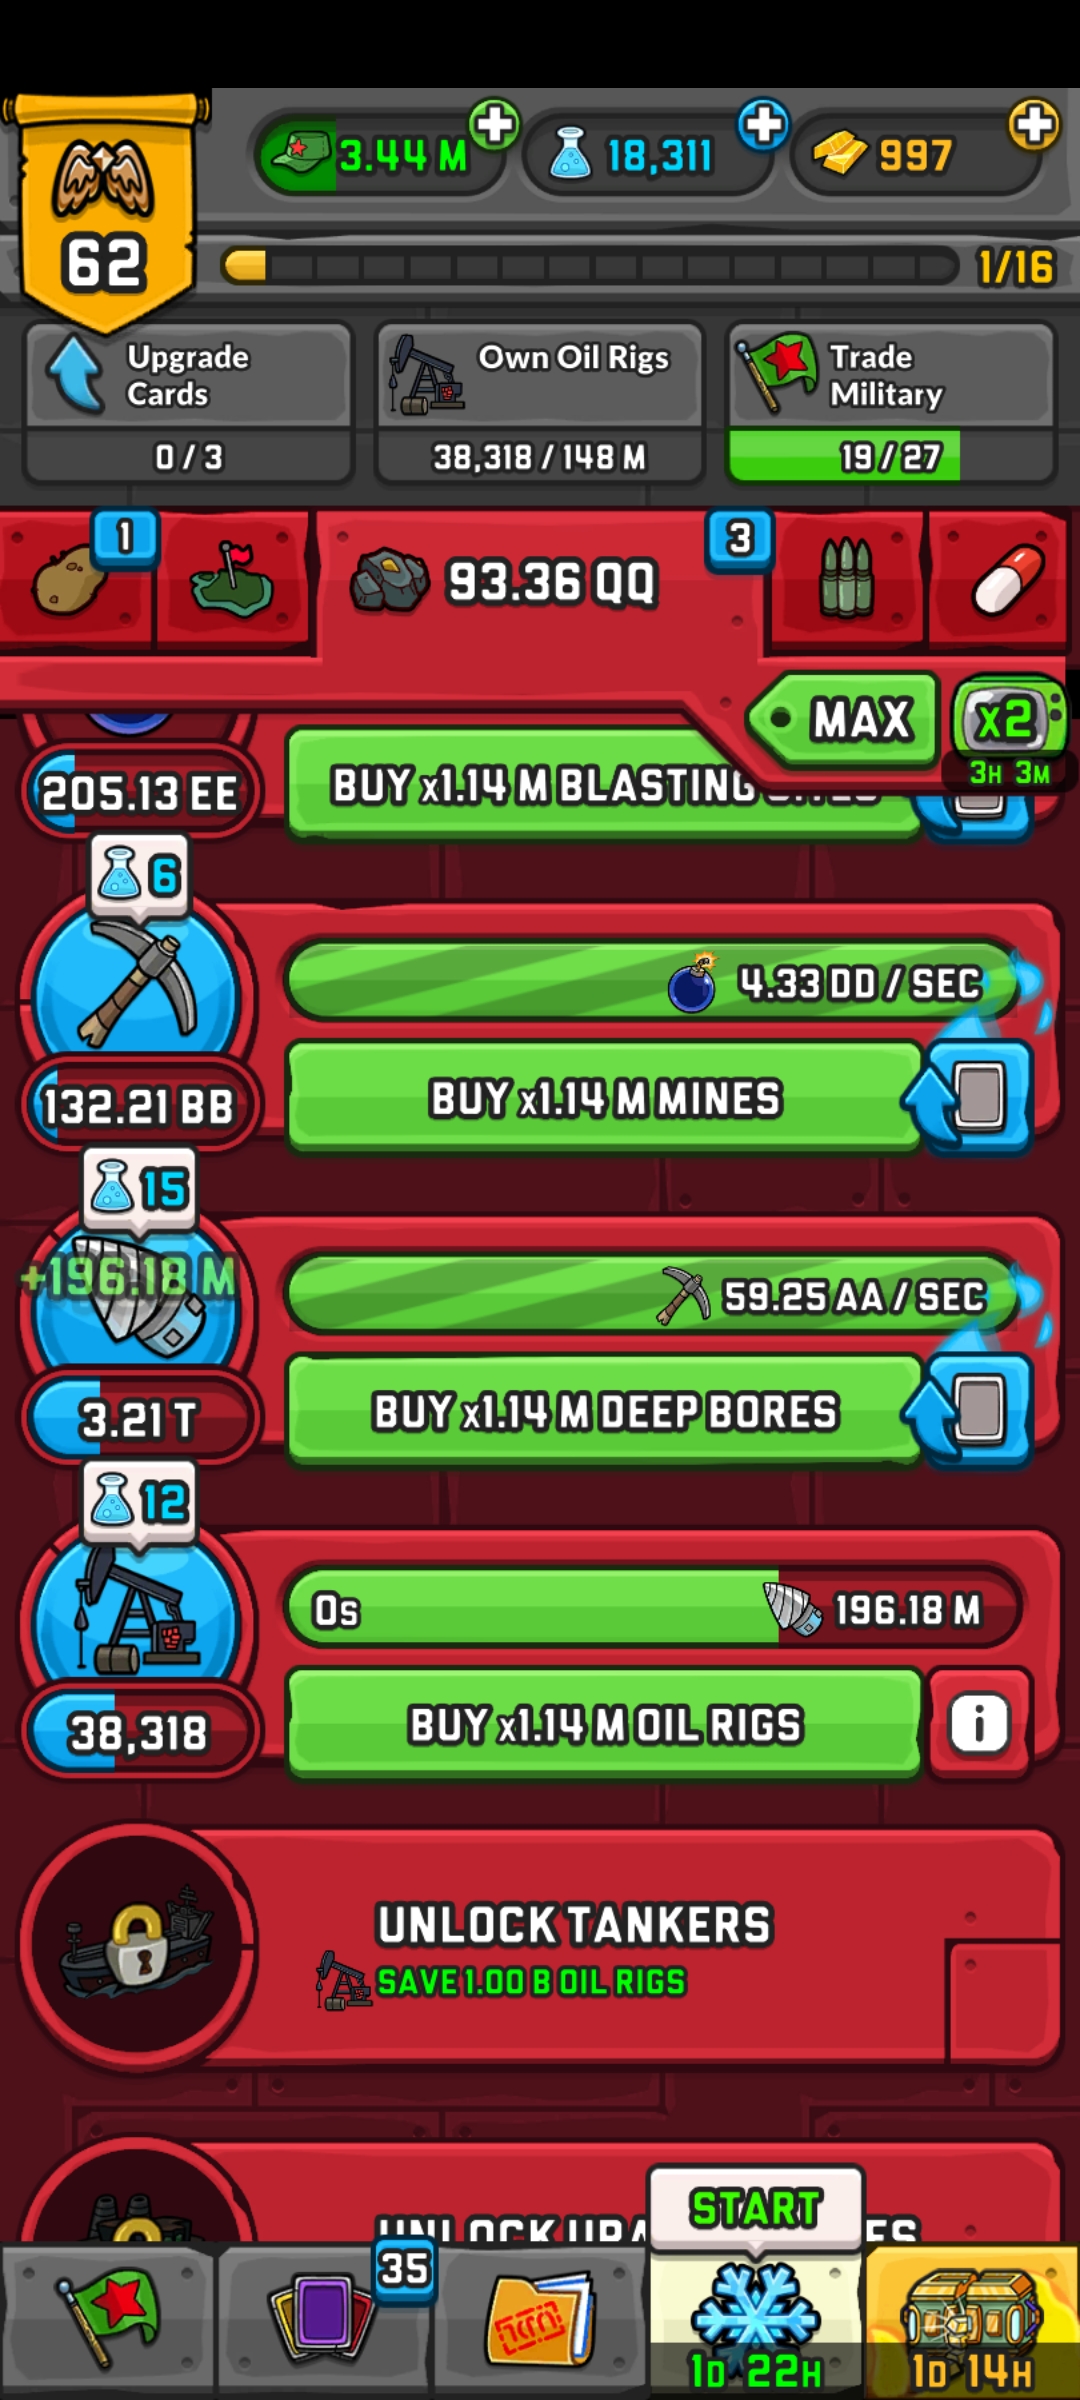 3.44 M
18,311
997
62
1/16
Upgrade
Cards
0 / 3
Own Oil Rigs
38,318 / 148 M
Trade
Military
19 / 27
1
93.36 QQ
3
MAX
x2
3H 3M
205.13 EE
BUY x1.14 M BLASTING
6
4.33 DD / SEC
132.21 BB
BUY x1.14 M MINES
15
+196.18 M
59.25 AA / SEC
3.21 T
BUY x1.14 M DEEP BORES
12
0s
196.18 M
38,318
BUY x1.14 M OIL RIGS
i
UNLOCK TANKERS
SAVE 1.00 B OIL RIGS
UNLOCK
START
35
1D 22H
1D 14H